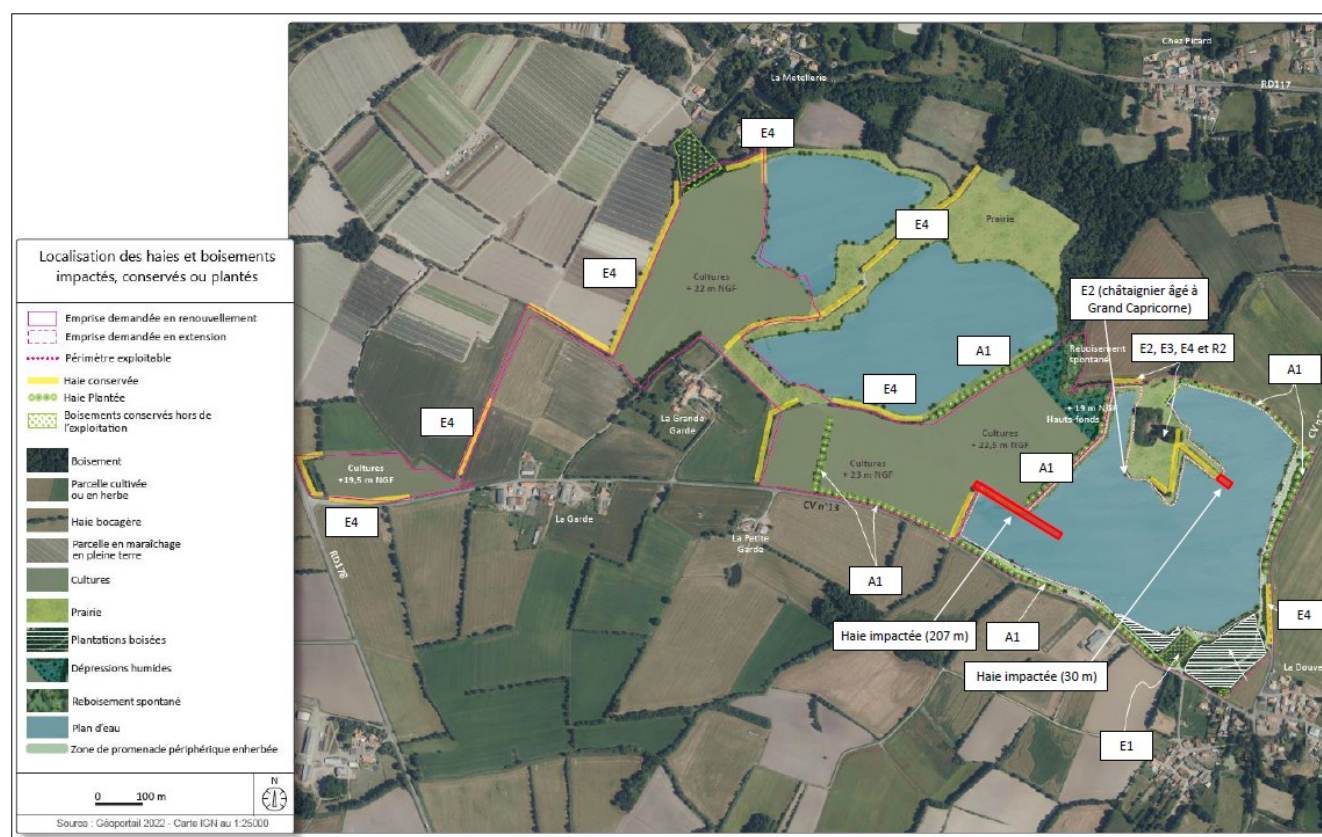 Chez Picard
La Metellerie
RD117
E4
E4
Prairie
Localisation des haies et boisements
impactés, conservés ou plantés
Emprise demandée en renouvellement
Emprise demandée en extension
Périmètre exploitable
Haie conservée
Haie Plantée
Boisements conservés hors de
l'exploitation
Boisement
Parcelle cultivée
ou en herbe
Haie bocagère
Parcelle en maraîchage
en pleine terre
Cultures
Prairie
Plantations boisées
Dépressions humides
Reboisement spontané
Plan d'eau
Zone de promenade périphérique enherbée
0 100 m
N
Source : Géoportail 2022 - Carte IGN au 1:25000
E4
Cultures
+ 22 m NGF
E2 (châtaignier âgé à
Grand Capricorne)
E2, E3, E4 et R2
A1
Reboisement
spontané
A1
E4
+ 19 m NGF
Hauts-fonds
La Grande
Garde
E4
Cultures
+ 22,5 m NGF
Cultures
+19,5 m NGF
Cultures
+ 23 m NGF
A1
CV n°13
La Garde
La Petite
Garde
E4
RD178
A1
Haie impactée (207 m)
A1
Haie impactée (30 m)
E4
La Douve
E1